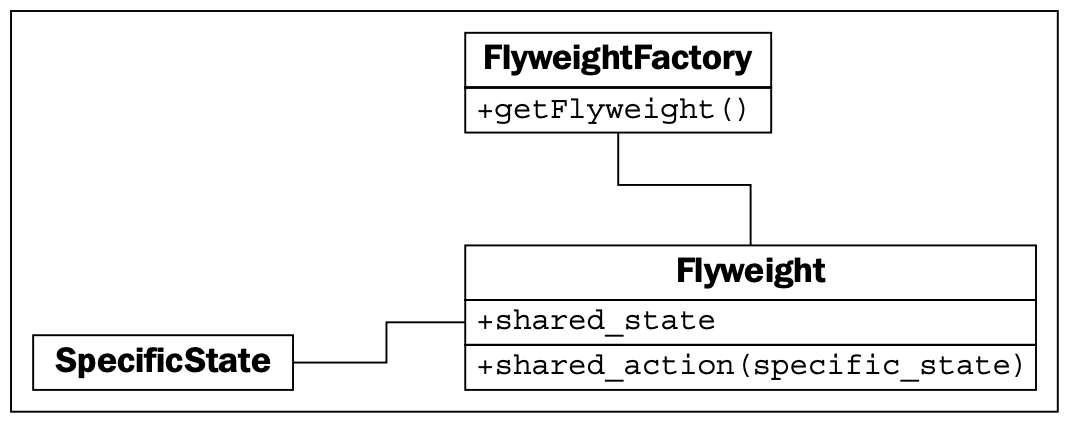 FlyweightFactory
+getFlyweight()
Flyweight
+shared_state
+shared_action(specific_state)
SpecificState